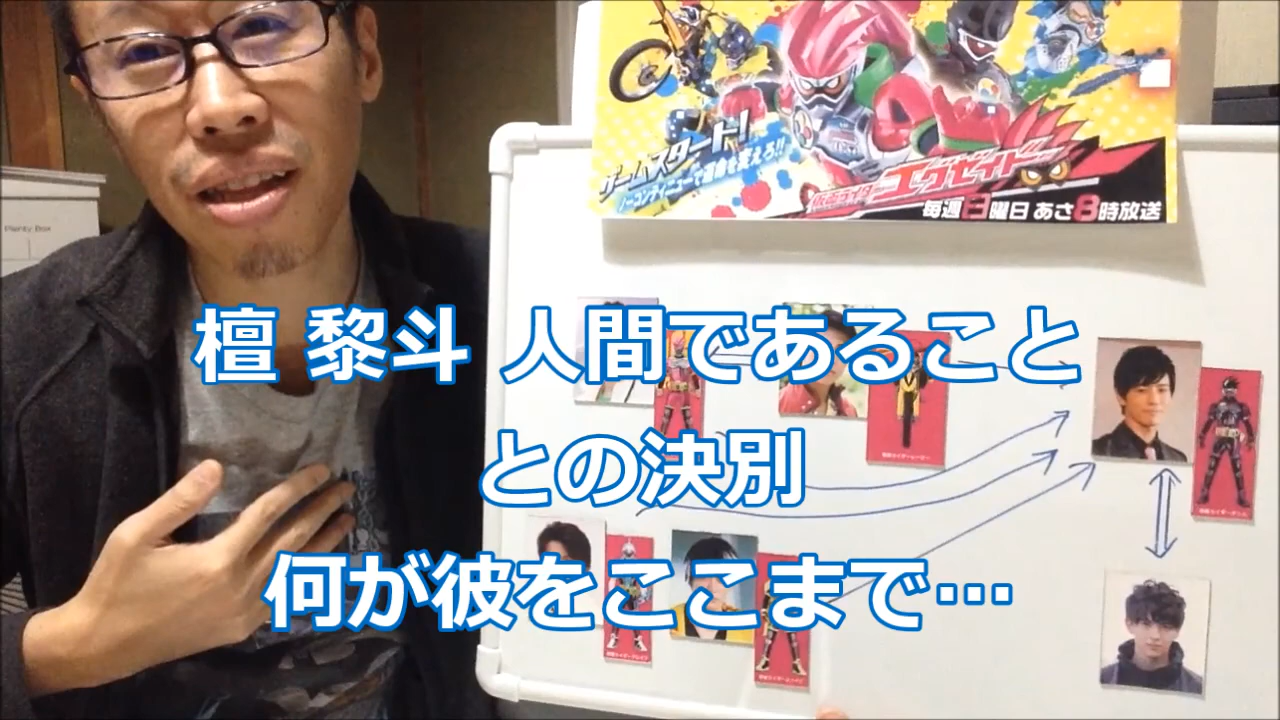 Plenty Box
ゲームスタート!
ノーコンティニューで運命を変えろ!!
仮面ライダーエグゼイド
毎週日曜日 あさ8時放送
檀 黎斗 人間であること
との決別
何が彼をここまで…